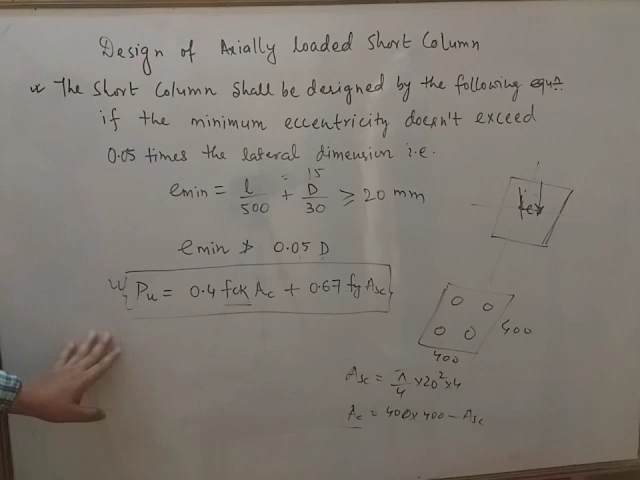 Design of Axially Loaded Short Column
The Short Column Shall be designed by the following equn.
if the minimum eccentricity doesn't exceed
0.05 times the lateral dimension i.e.
emin = l/500 + D/30 ≥ 20 mm
15
emin ≯ 0.05 D
Pu = 0.4 fck Ac + 0.67 fy Asc
e
400
400
Asc = π/4 x 20² x 4
Ac = 400 x 400 - Asc